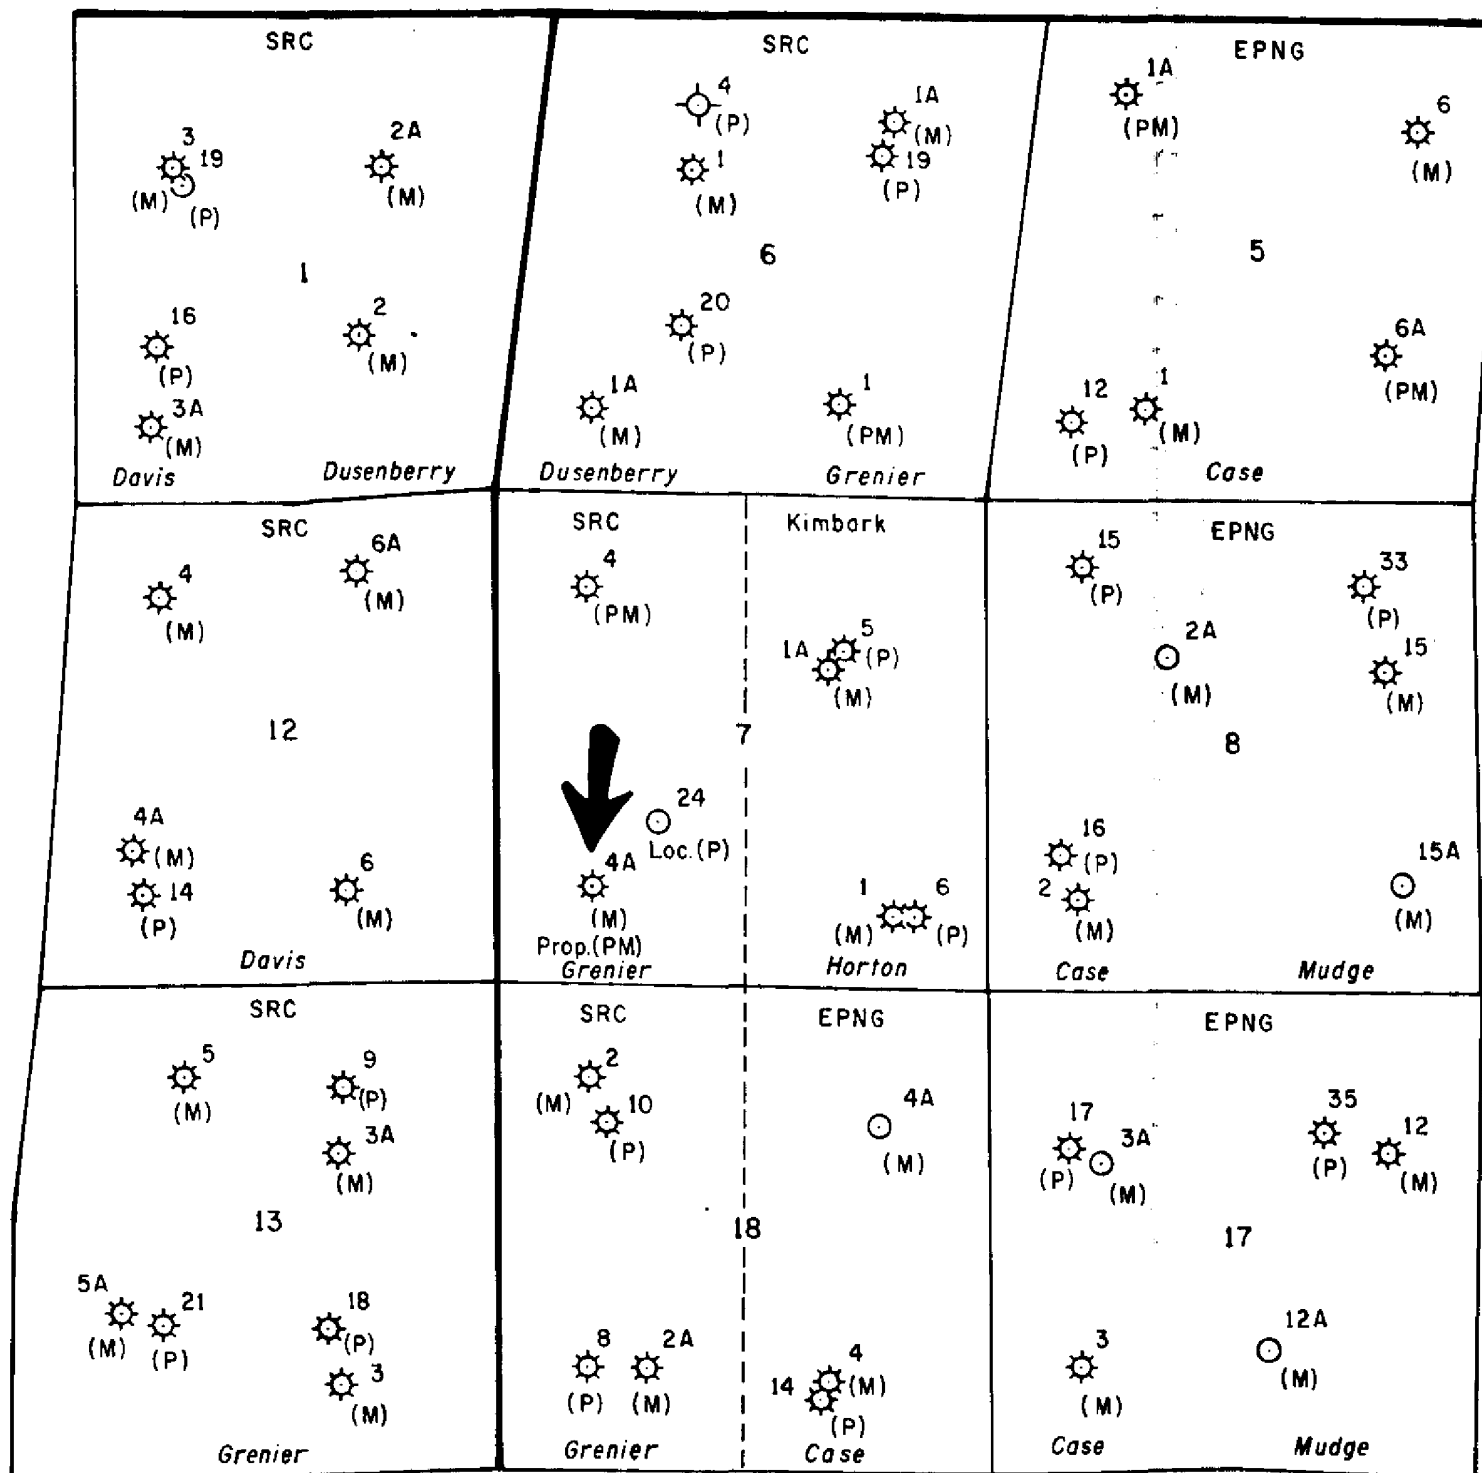 SRC
3
19
(M)
(P)
2A
(M)
1
16
(P)
2
(M)
3A
(M)
Davis
Dusenberry
SRC
4
(P)
1A
(M)
1
(M)
19
(P)
6
20
(P)
1A
(M)
1
(PM)
Dusenberry
Grenier
EPNG
1A
(PM)
6
(M)
5
6A
(PM)
12
(P)
1
(M)
Case
SRC
4
(M)
6A
(M)
12
4A
(M)
14
(P)
6
(M)
Davis
SRC
4
(PM)
Kimbark
5
(P)
1A
(M)
7
24
Loc.(P)
4A
(M)
Prop.(PM)
Grenier
1
(M)
6
(P)
Horton
EPNG
15
(P)
33
(P)
2A
(M)
15
(M)
8
16
(P)
2
(M)
15A
(M)
Case
Mudge
SRC
5
(M)
9
(P)
3A
(M)
13
5A
(M)
21
(P)
18
(P)
3
(M)
Grenier
SRC
2
(M)
10
(P)
EPNG
4A
(M)
18
8
(P)
2A
(M)
4
(M)
14
(P)
Grenier
Case
EPNG
17
(P)
3A
(M)
35
(P)
12
(M)
17
3
(M)
12A
(M)
Case
Mudge